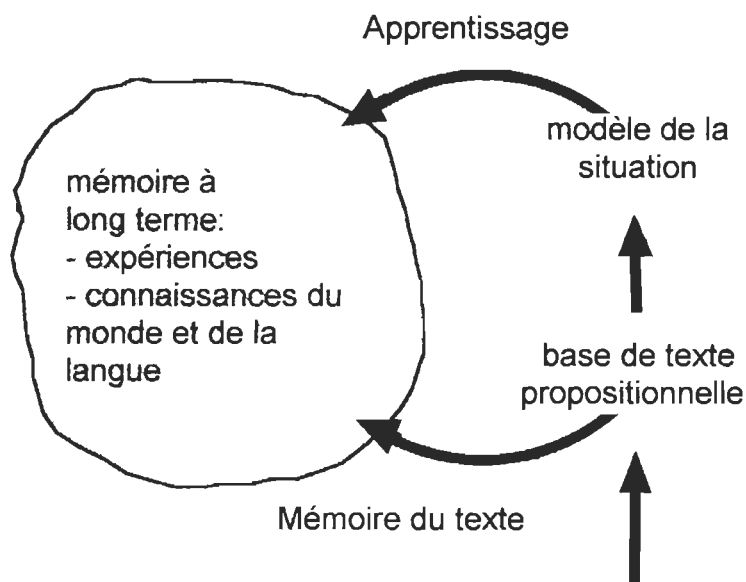 Apprentissage
modèle de la
situation
mémoire à
long terme:
- expériences
- connaissances du
monde et de la
langue
base de texte
propositionnelle
Mémoire du texte